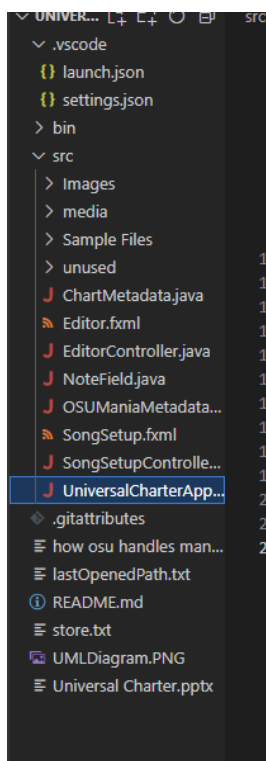 UNIVER...
src
.vscode
{} launch.json
{} settings.json
bin
src
Images
media
Sample Files
unused
J ChartMetadata.java
Editor.fxml
J EditorController.java
J NoteField.java
J OSUManiaMetadata...
SongSetup.fxml
J SongSetupControlle...
J UniversalCharterApp...
.gitattributes
how osu handles man...
lastOpenedPath.txt
README.md
store.txt
UMLDiagram.PNG
Universal Charter.pptx